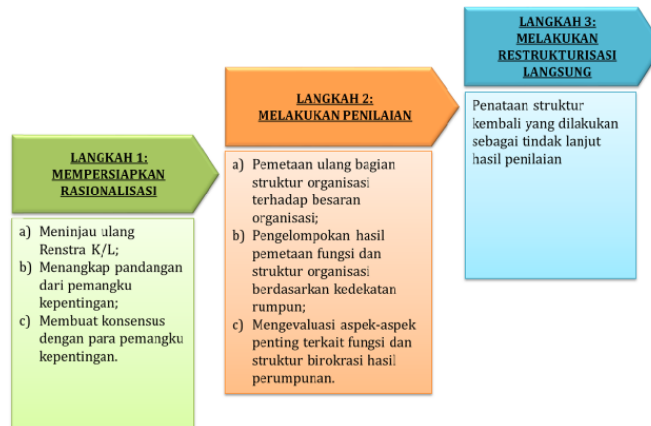 LANGKAH 1:
MEMPERSIAPKAN
RASIONALISASI
a) Meninjau ulang
Renstra K/L;
b) Menangkap pandangan
dari pemangku
kepentingan;
c) Membuat konsensus
dengan para pemangku
kepentingan.
LANGKAH 2:
MELAKUKAN PENILAIAN
a) Pemetaan ulang bagian
struktur organisasi
terhadap besaran
organisasi;
b) Pengelompokan hasil
pemetaan fungsi dan
struktur organisasi
berdasarkan kedekatan
rumpun;
c) Mengevaluasi aspek-aspek
penting terkait fungsi dan
struktur birokrasi hasil
perumpunan.
LANGKAH 3:
MELAKUKAN
RESTRUKTURISASI
LANGSUNG
Penataan struktur
kembali yang dilakukan
sebagai tindak lanjut
hasil penilaian